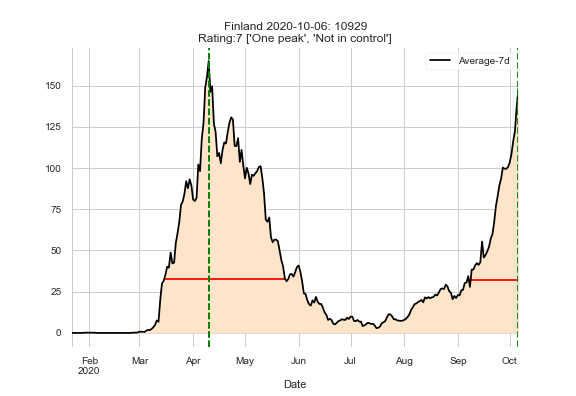 Finland 2020-10-06: 10929
Rating:7 ['One peak', 'Not in control']
Average-7d
150
125
100
75
50
25
0
Feb Mar Apr May Jun Jul Aug Sep Oct
2020
Date